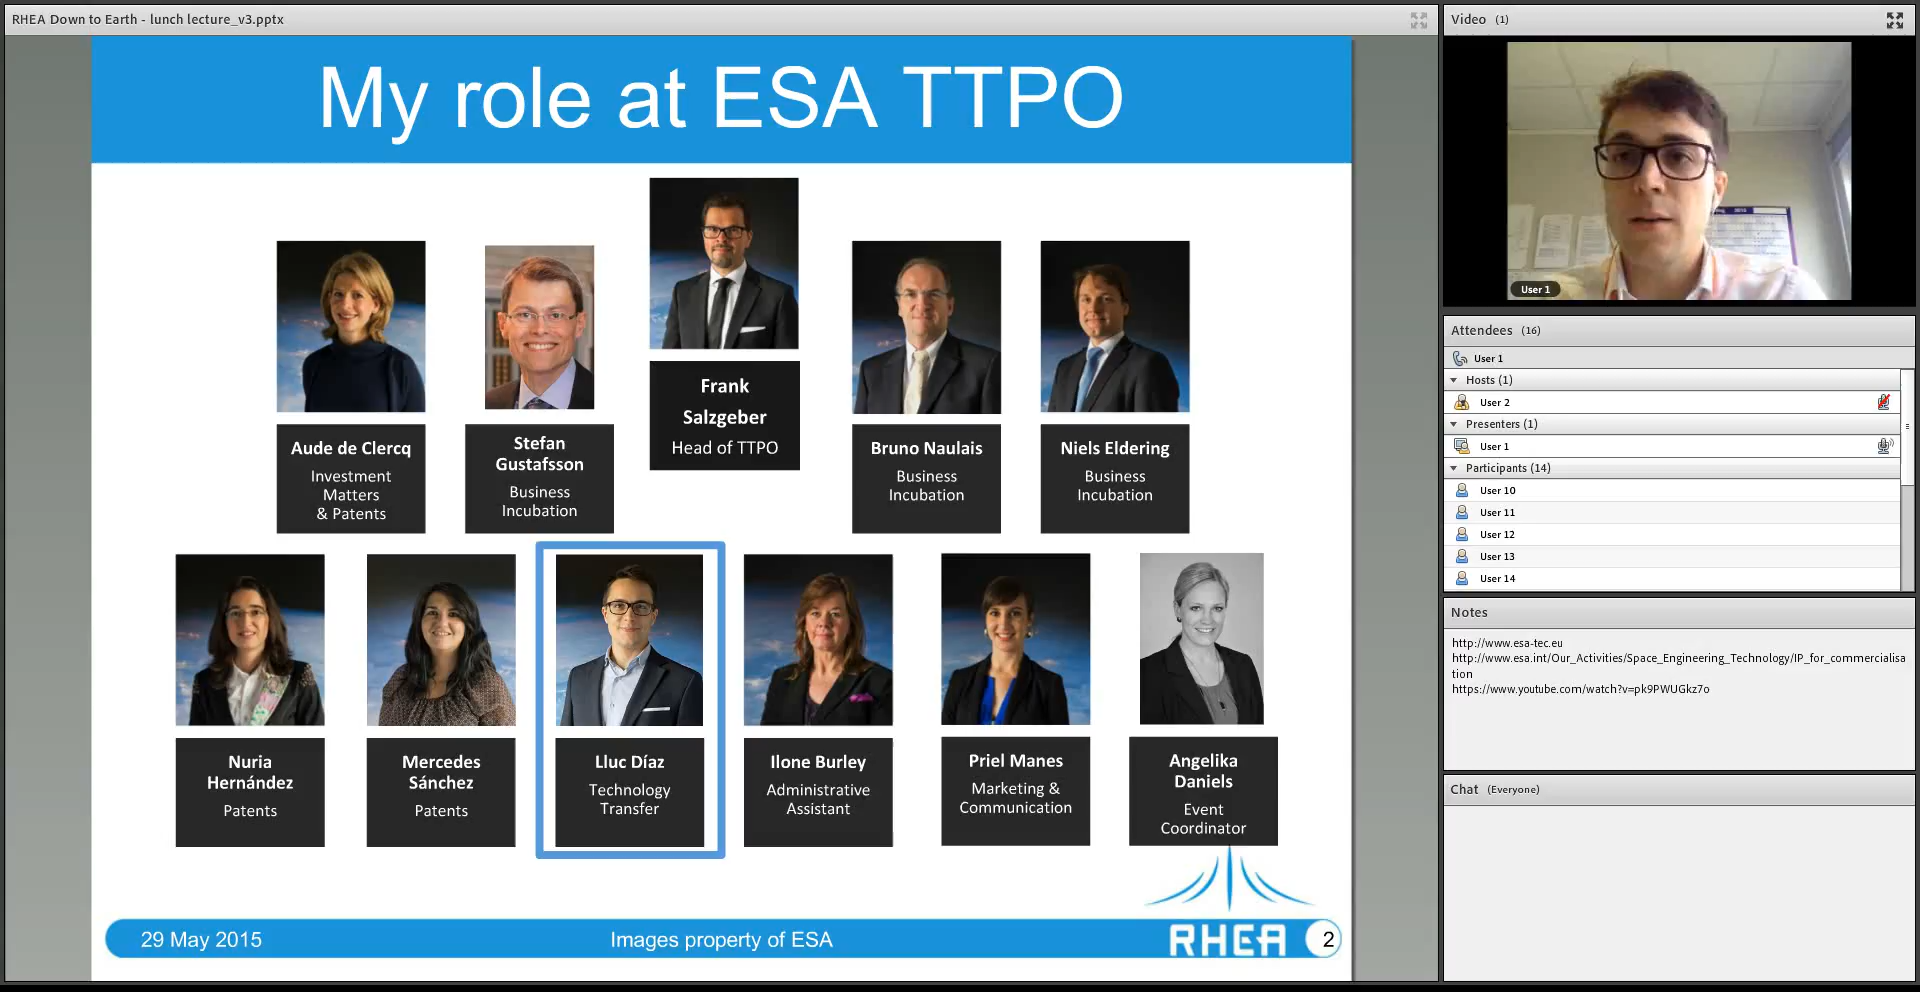 RHEA Down to Earth - lunch lecture_v3.pptx
My role at ESA TTPO
Frank
Salzgeber
Head of TTPO
Aude de Clercq
Investment
Matters
& Patents
Stefan
Gustafsson
Business
Incubation
Bruno Naulais
Business
Incubation
Niels Eldering
Business
Incubation
Nuria
Hernández
Patents
Mercedes
Sánchez
Patents
Lluc Díaz
Technology
Transfer
Ilone Burley
Administrative
Assistant
Priel Manes
Marketing &
Communication
Angelika
Daniels
Event
Coordinator
29 May 2015
Images property of ESA
RHEA
2
Video (1)
User 1
Attendees (16)
User 1
Hosts (1)
User 2
Presenters (1)
User 1
Participants (14)
User 10
User 11
User 12
User 13
User 14
Notes
http://www.esa-tec.eu
http://www.esa.int/Our_Activities/Space_Engineering_Technology/IP_for_commercialisa
tion
https://www.youtube.com/watch?v=pk9PWUGkz7o
Chat (Everyone)